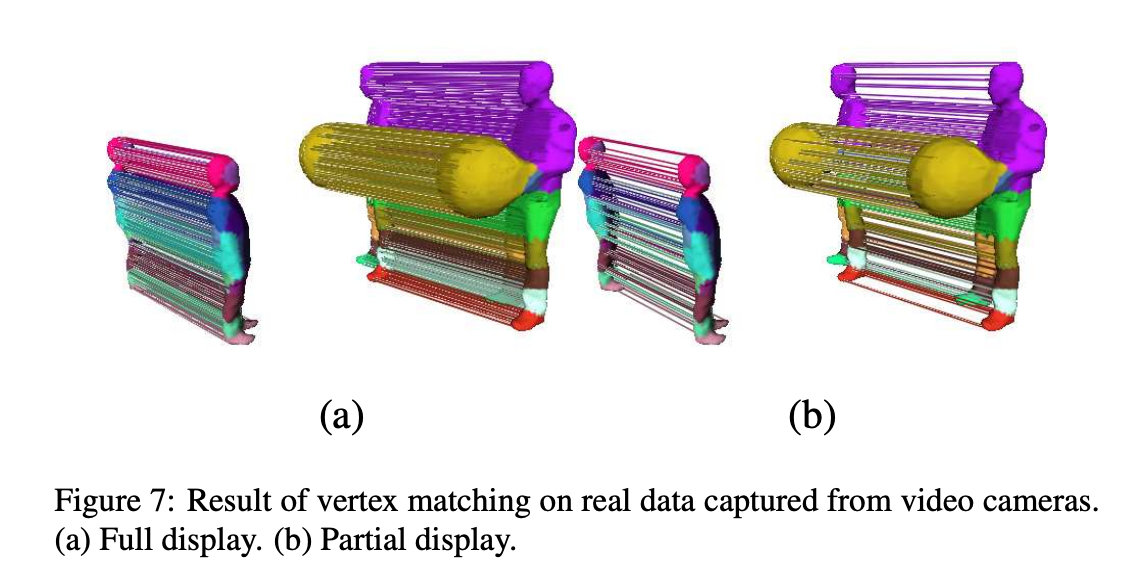 (a)
(b)
Figure 7: Result of vertex matching on real data captured from video cameras.
(a) Full display. (b) Partial display.